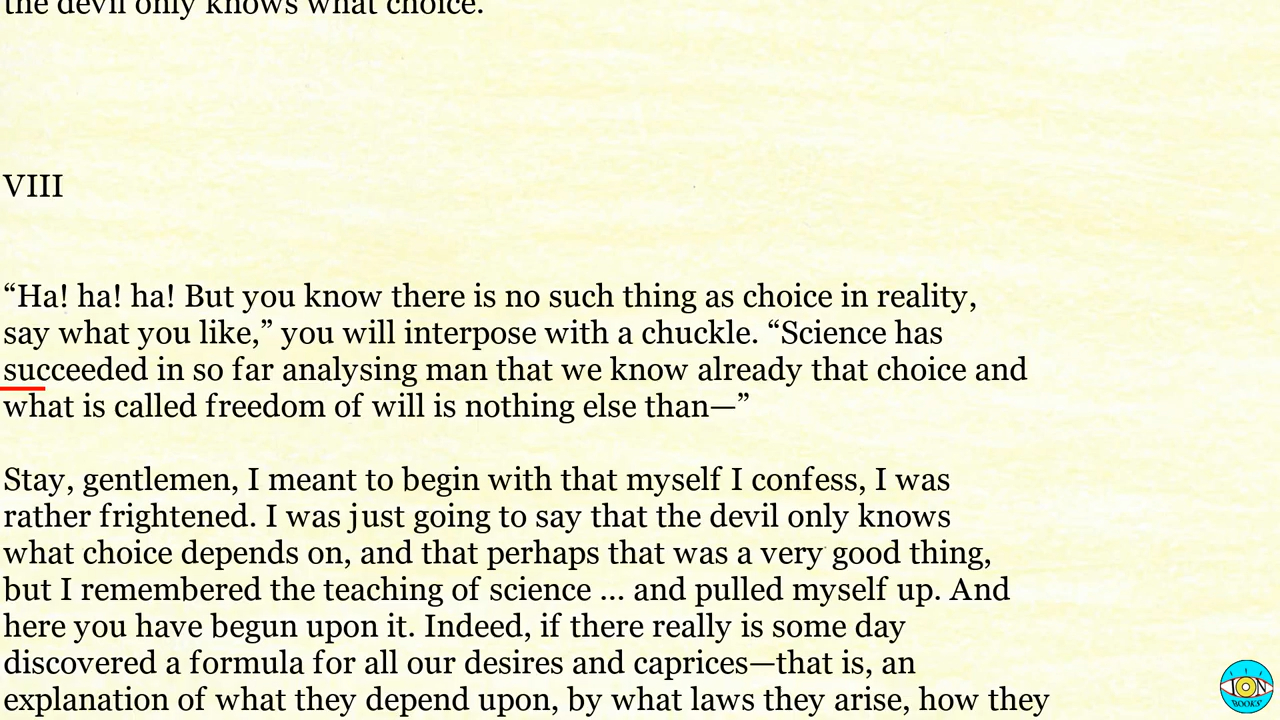 the devil only knows what choice.
VIII
“Ha! ha! ha! But you know there is no such thing as choice in reality,
say what you like,” you will interpose with a chuckle. “Science has
succeeded in so far analysing man that we know already that choice and
what is called freedom of will is nothing else than—”
Stay, gentlemen, I meant to begin with that myself I confess, I was
rather frightened. I was just going to say that the devil only knows
what choice depends on, and that perhaps that was a very good thing,
but I remembered the teaching of science ... and pulled myself up. And
here you have begun upon it. Indeed, if there really is some day
discovered a formula for all our desires and caprices—that is, an
explanation of what they depend upon, by what laws they arise, how they
ION
BOOKS